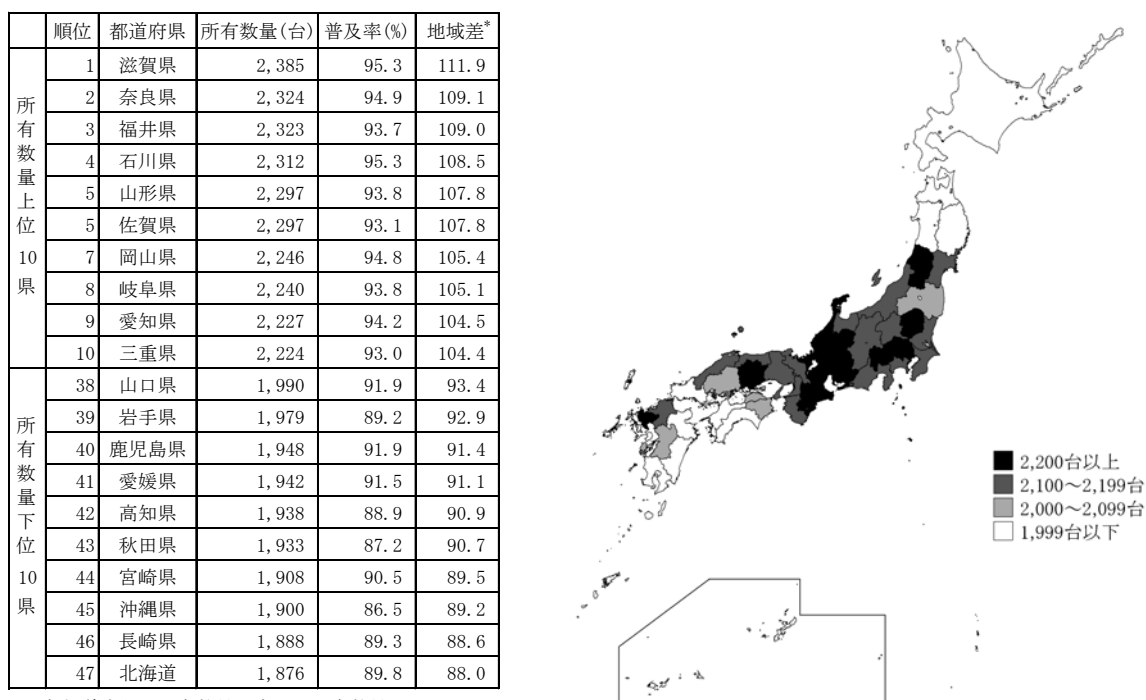 順位 都道府県 所有数量(台) 普及率(%) 地域差*
所有数量上位10県
1 滋賀県 2,385 95.3 111.9
2 奈良県 2,324 94.9 109.1
3 福井県 2,323 93.7 109.0
4 石川県 2,312 95.3 108.5
5 山形県 2,297 93.8 107.8
5 佐賀県 2,297 93.1 107.8
7 岡山県 2,246 94.8 105.4
8 岐阜県 2,240 93.8 105.1
9 愛知県 2,227 94.2 104.5
10 三重県 2,224 93.0 104.4
所有数量下位10県
38 山口県 1,990 91.9 93.4
39 岩手県 1,979 89.2 92.9
40 鹿児島県 1,948 91.9 91.4
41 愛媛県 1,942 91.5 91.1
42 高知県 1,938 88.9 90.9
43 秋田県 1,933 87.2 90.7
44 宮崎県 1,908 90.5 89.5
45 沖縄県 1,900 86.5 89.2
46 長崎県 1,888 89.3 88.6
47 北海道 1,876 89.8 88.0
2,200台以上
2,100～2,199台
2,000～2,099台
1,999台以下